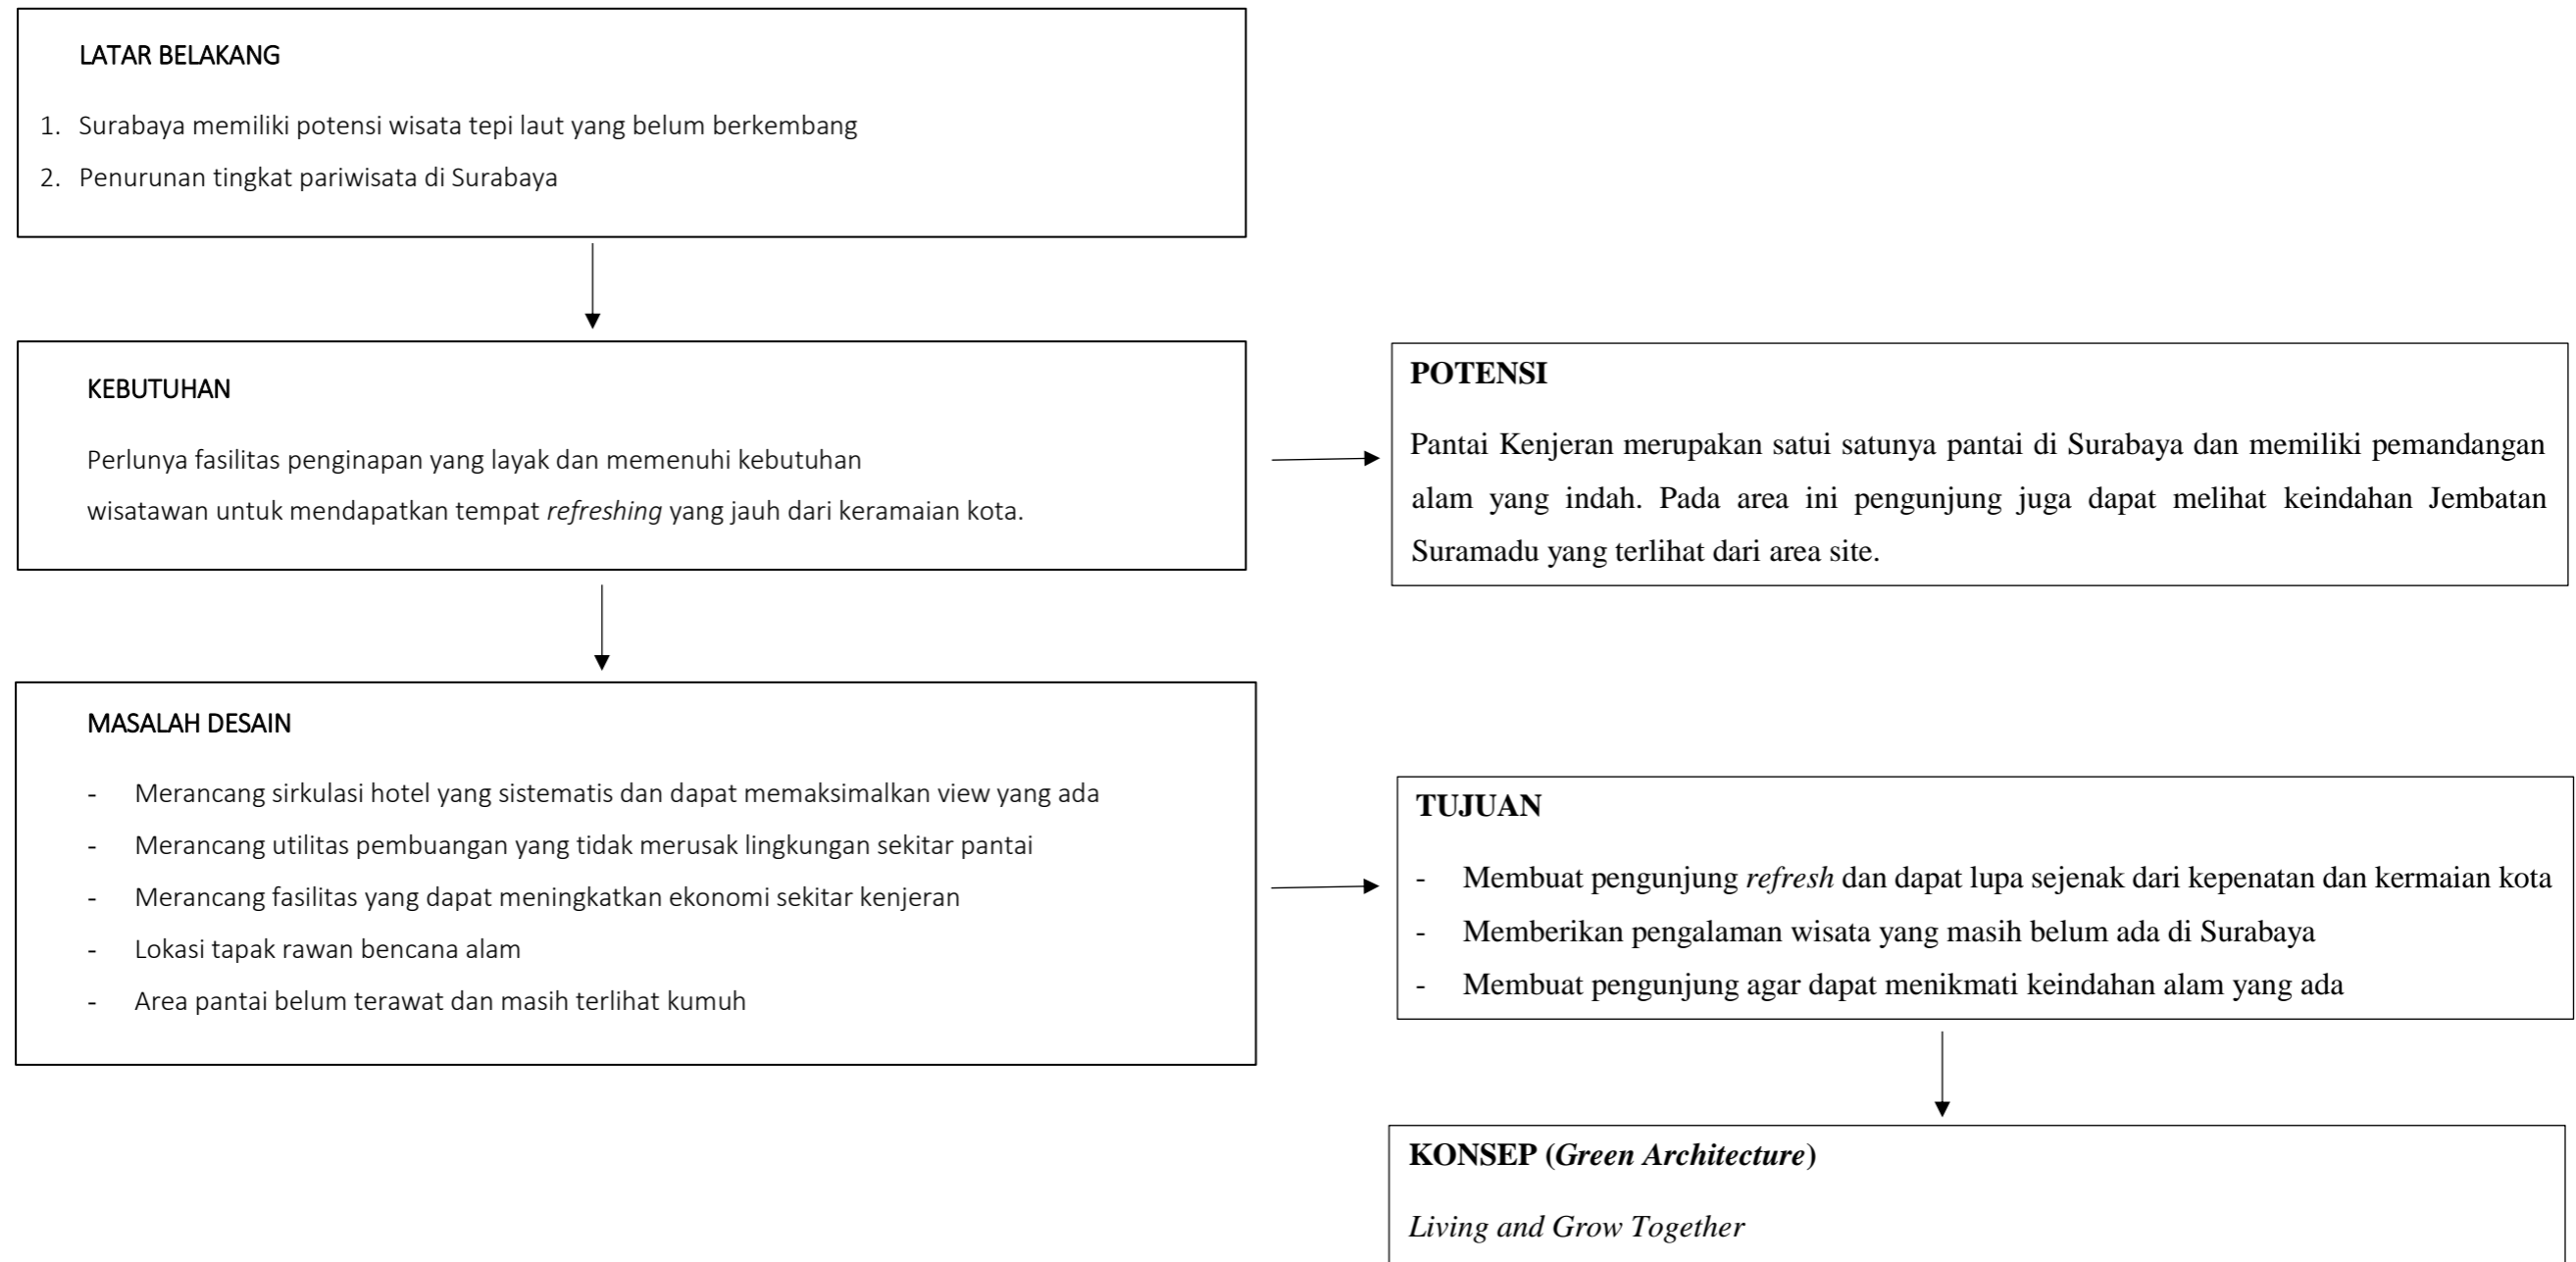 LATAR BELAKANG
1. Surabaya memiliki potensi wisata tepi laut yang belum berkembang
2. Penurunan tingkat pariwisata di Surabaya
KEBUTUHAN
Perlunya fasilitas penginapan yang layak dan memenuhi kebutuhan
wisatawan untuk mendapatkan tempat refreshing yang jauh dari keramaian kota.
POTENSI
Pantai Kenjeran merupakan satui satunya pantai di Surabaya dan memiliki pemandangan
alam yang indah. Pada area ini pengunjung juga dapat melihat keindahan Jembatan
Suramadu yang terlihat dari area site.
MASALAH DESAIN
- Merancang sirkulasi hotel yang sistematis dan dapat memaksimalkan view yang ada
- Merancang utilitas pembuangan yang tidak merusak lingkungan sekitar pantai
- Merancang fasilitas yang dapat meningkatkan ekonomi sekitar kenjeran
- Lokasi tapak rawan bencana alam
- Area pantai belum terawat dan masih terlihat kumuh
TUJUAN
- Membuat pengunjung refresh dan dapat lupa sejenak dari kepenatan dan kermaian kota
- Memberikan pengalaman wisata yang masih belum ada di Surabaya
- Membuat pengunjung agar dapat menikmati keindahan alam yang ada
KONSEP (Green Architecture)
Living and Grow Together